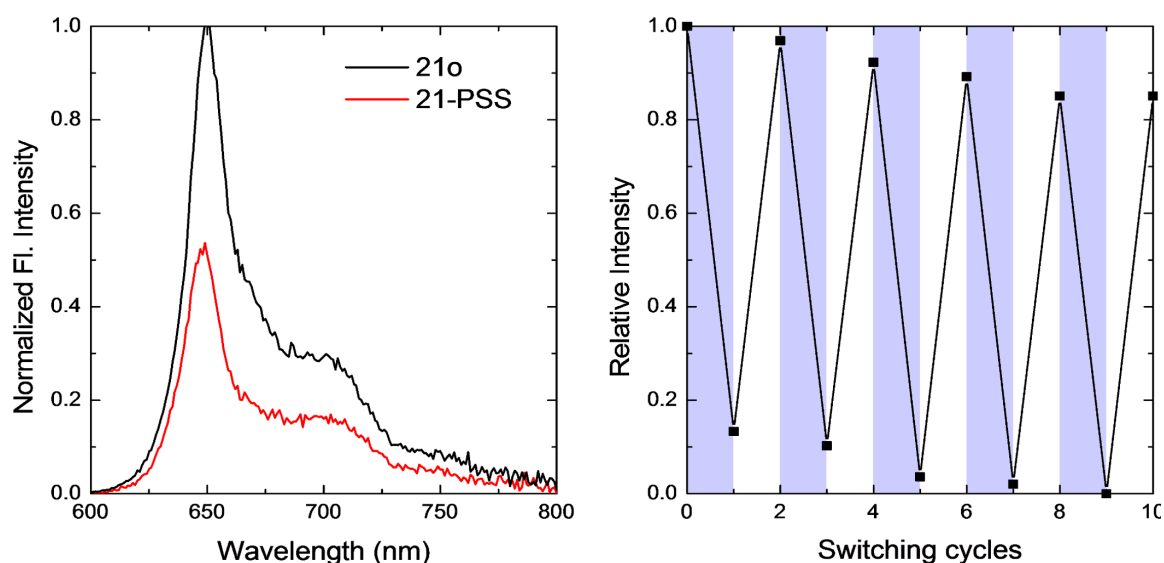 1.0
0.8
0.6
0.4
0.2
0.0
600 650 700 750 800
Normalized Fl. Intensity
Wavelength (nm)
21o
21-PSS
1.0
0.8
0.6
0.4
0.2
0.0
0 2 4 6 8 10
Relative Intensity
Switching cycles